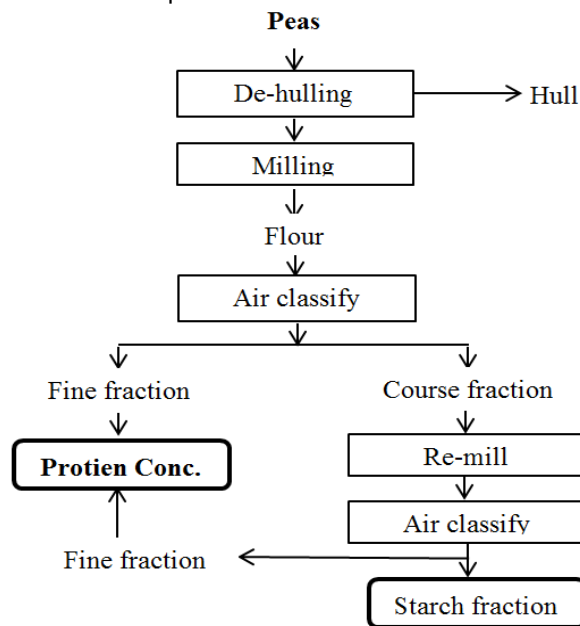 Peas
De-hulling
Hull
Milling
Flour
Air classify
Fine fraction
Course fraction
Protien Conc.
Re-mill
Air classify
Fine fraction
Starch fraction